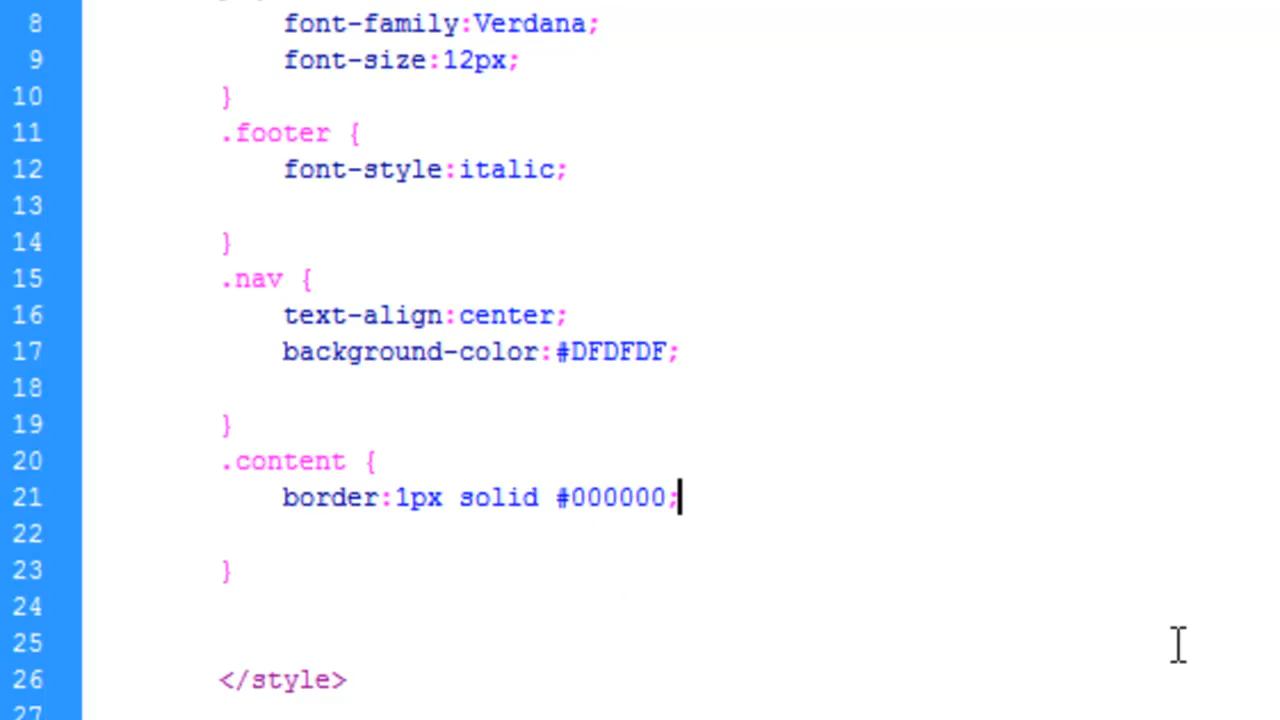 8 font-family:Verdana;
9 font-size:12px;
10 }
11 .footer {
12 font-style:italic;
13
14 }
15 .nav {
16 text-align:center;
17 background-color:#DFDFDF;
18
19 }
20 .content {
21 border:1px solid #000000;
22
23 }
24
25
26 </style>
27